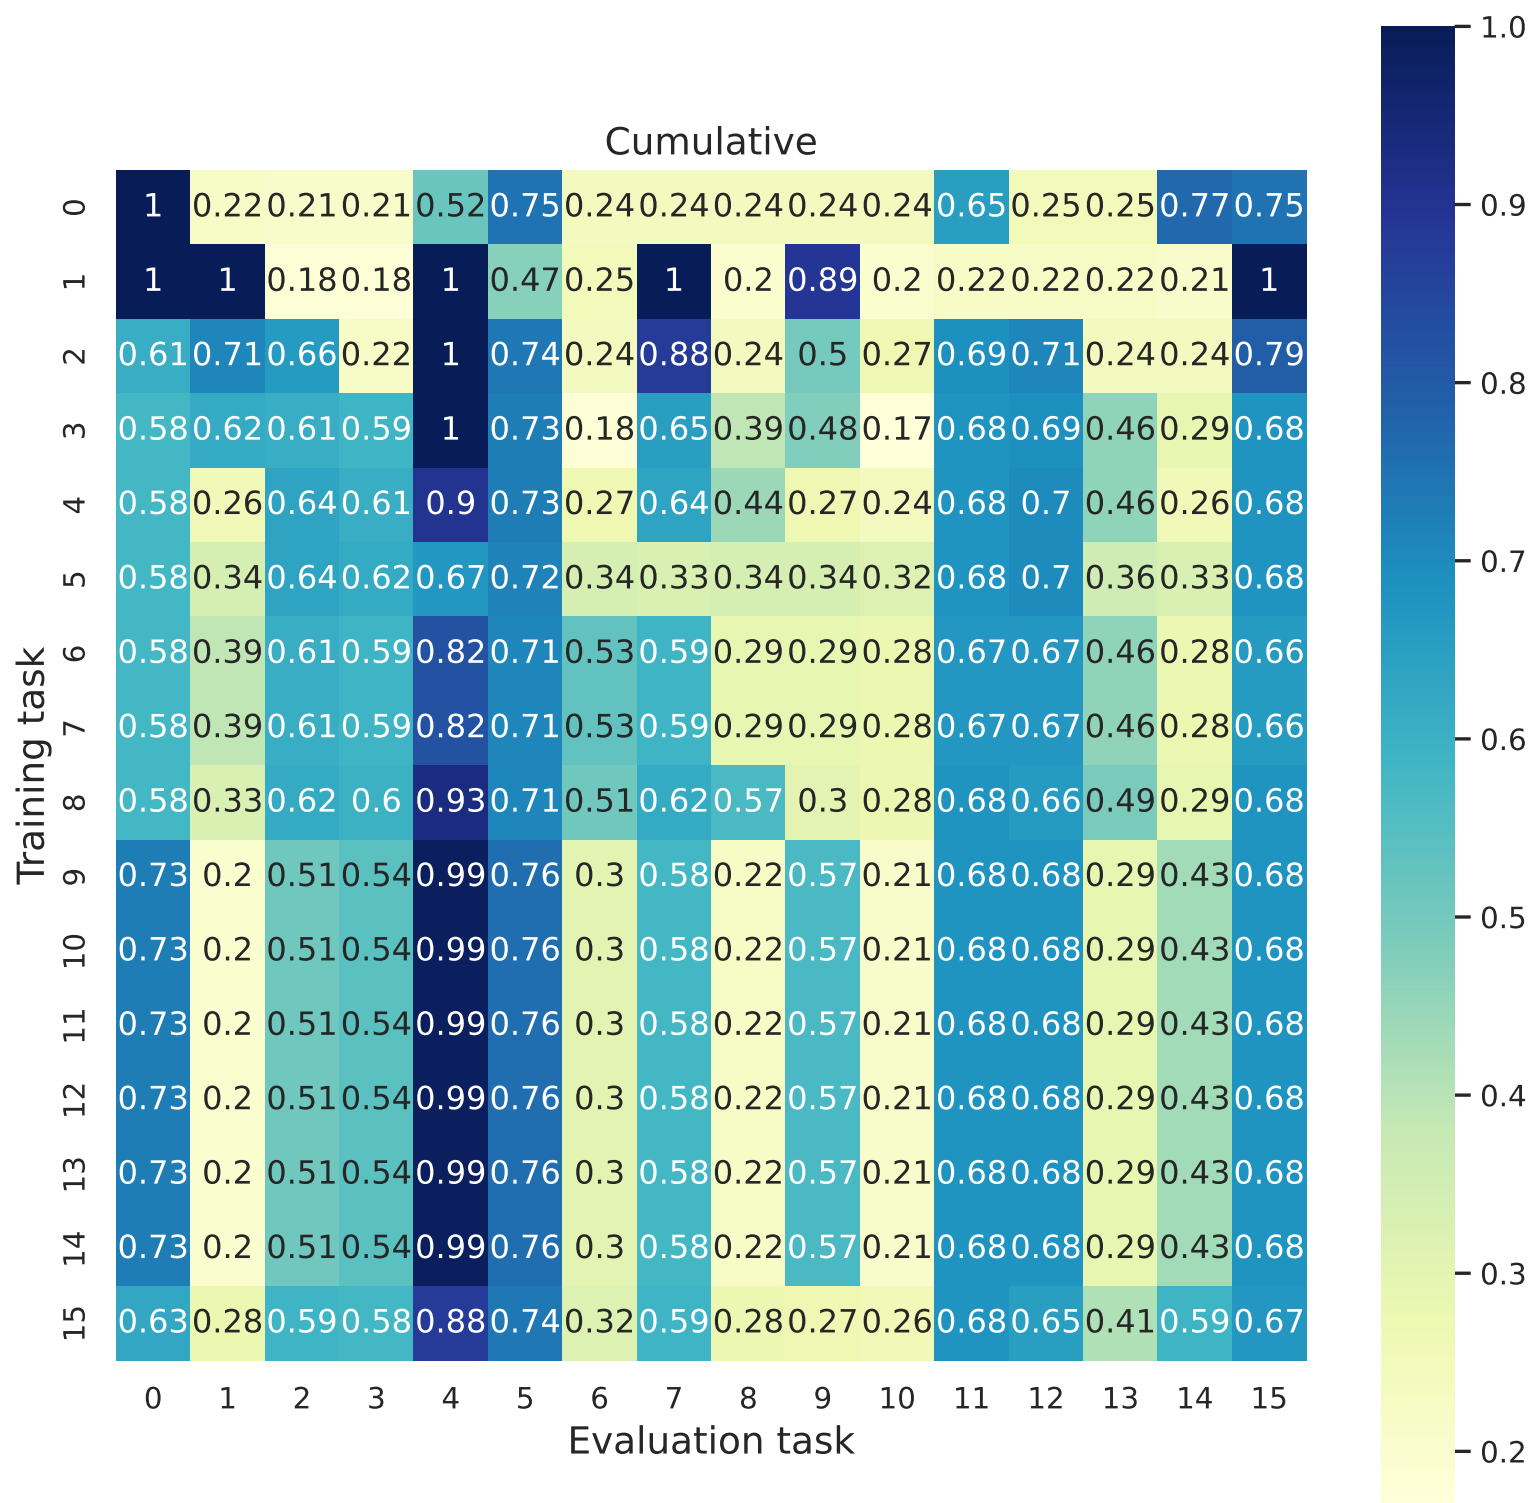 Cumulative
0 1 0.22 0.21 0.21 0.52 0.75 0.24 0.24 0.24 0.24 0.24 0.65 0.25 0.25 0.77 0.75
1 1 1 0.18 0.18 1 0.47 0.25 1 0.2 0.89 0.2 0.22 0.22 0.22 0.21 1
2 0.61 0.71 0.66 0.22 1 0.74 0.24 0.88 0.24 0.5 0.27 0.69 0.71 0.24 0.24 0.79
3 0.58 0.62 0.61 0.59 1 0.73 0.18 0.65 0.39 0.48 0.17 0.68 0.69 0.46 0.29 0.68
4 0.58 0.26 0.64 0.61 0.9 0.73 0.27 0.64 0.44 0.27 0.24 0.68 0.7 0.46 0.26 0.68
5 0.58 0.34 0.64 0.62 0.67 0.72 0.34 0.33 0.34 0.34 0.32 0.68 0.7 0.36 0.33 0.68
6 0.58 0.39 0.61 0.59 0.82 0.71 0.53 0.59 0.29 0.29 0.28 0.67 0.67 0.46 0.28 0.66
7 0.58 0.39 0.61 0.59 0.82 0.71 0.53 0.59 0.29 0.29 0.28 0.67 0.67 0.46 0.28 0.66
8 0.58 0.33 0.62 0.6 0.93 0.71 0.51 0.62 0.57 0.3 0.28 0.68 0.66 0.49 0.29 0.68
9 0.73 0.2 0.51 0.54 0.99 0.76 0.3 0.58 0.22 0.57 0.21 0.68 0.68 0.29 0.43 0.68
10 0.73 0.2 0.51 0.54 0.99 0.76 0.3 0.58 0.22 0.57 0.21 0.68 0.68 0.29 0.43 0.68
11 0.73 0.2 0.51 0.54 0.99 0.76 0.3 0.58 0.22 0.57 0.21 0.68 0.68 0.29 0.43 0.68
12 0.73 0.2 0.51 0.54 0.99 0.76 0.3 0.58 0.22 0.57 0.21 0.68 0.68 0.29 0.43 0.68
13 0.73 0.2 0.51 0.54 0.99 0.76 0.3 0.58 0.22 0.57 0.21 0.68 0.68 0.29 0.43 0.68
14 0.73 0.2 0.51 0.54 0.99 0.76 0.3 0.58 0.22 0.57 0.21 0.68 0.68 0.29 0.43 0.68
15 0.63 0.28 0.59 0.58 0.88 0.74 0.32 0.59 0.28 0.27 0.26 0.68 0.65 0.41 0.59 0.67
0 1 2 3 4 5 6 7 8 9 10 11 12 13 14 15
Evaluation task
Training task
1.0
0.9
0.8
0.7
0.6
0.5
0.4
0.3
0.2